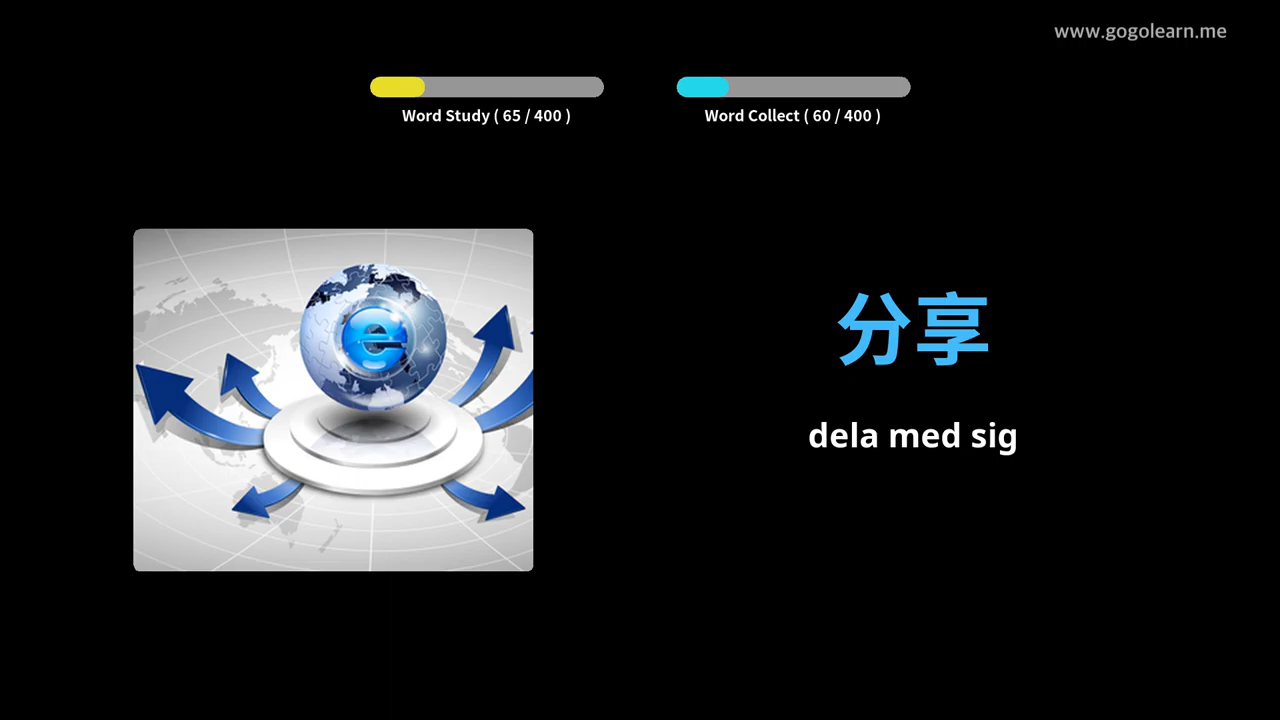 www.gogolearn.me
Word Study ( 65 / 400 )
Word Collect ( 60 / 400 )
e
分享
dela med sig